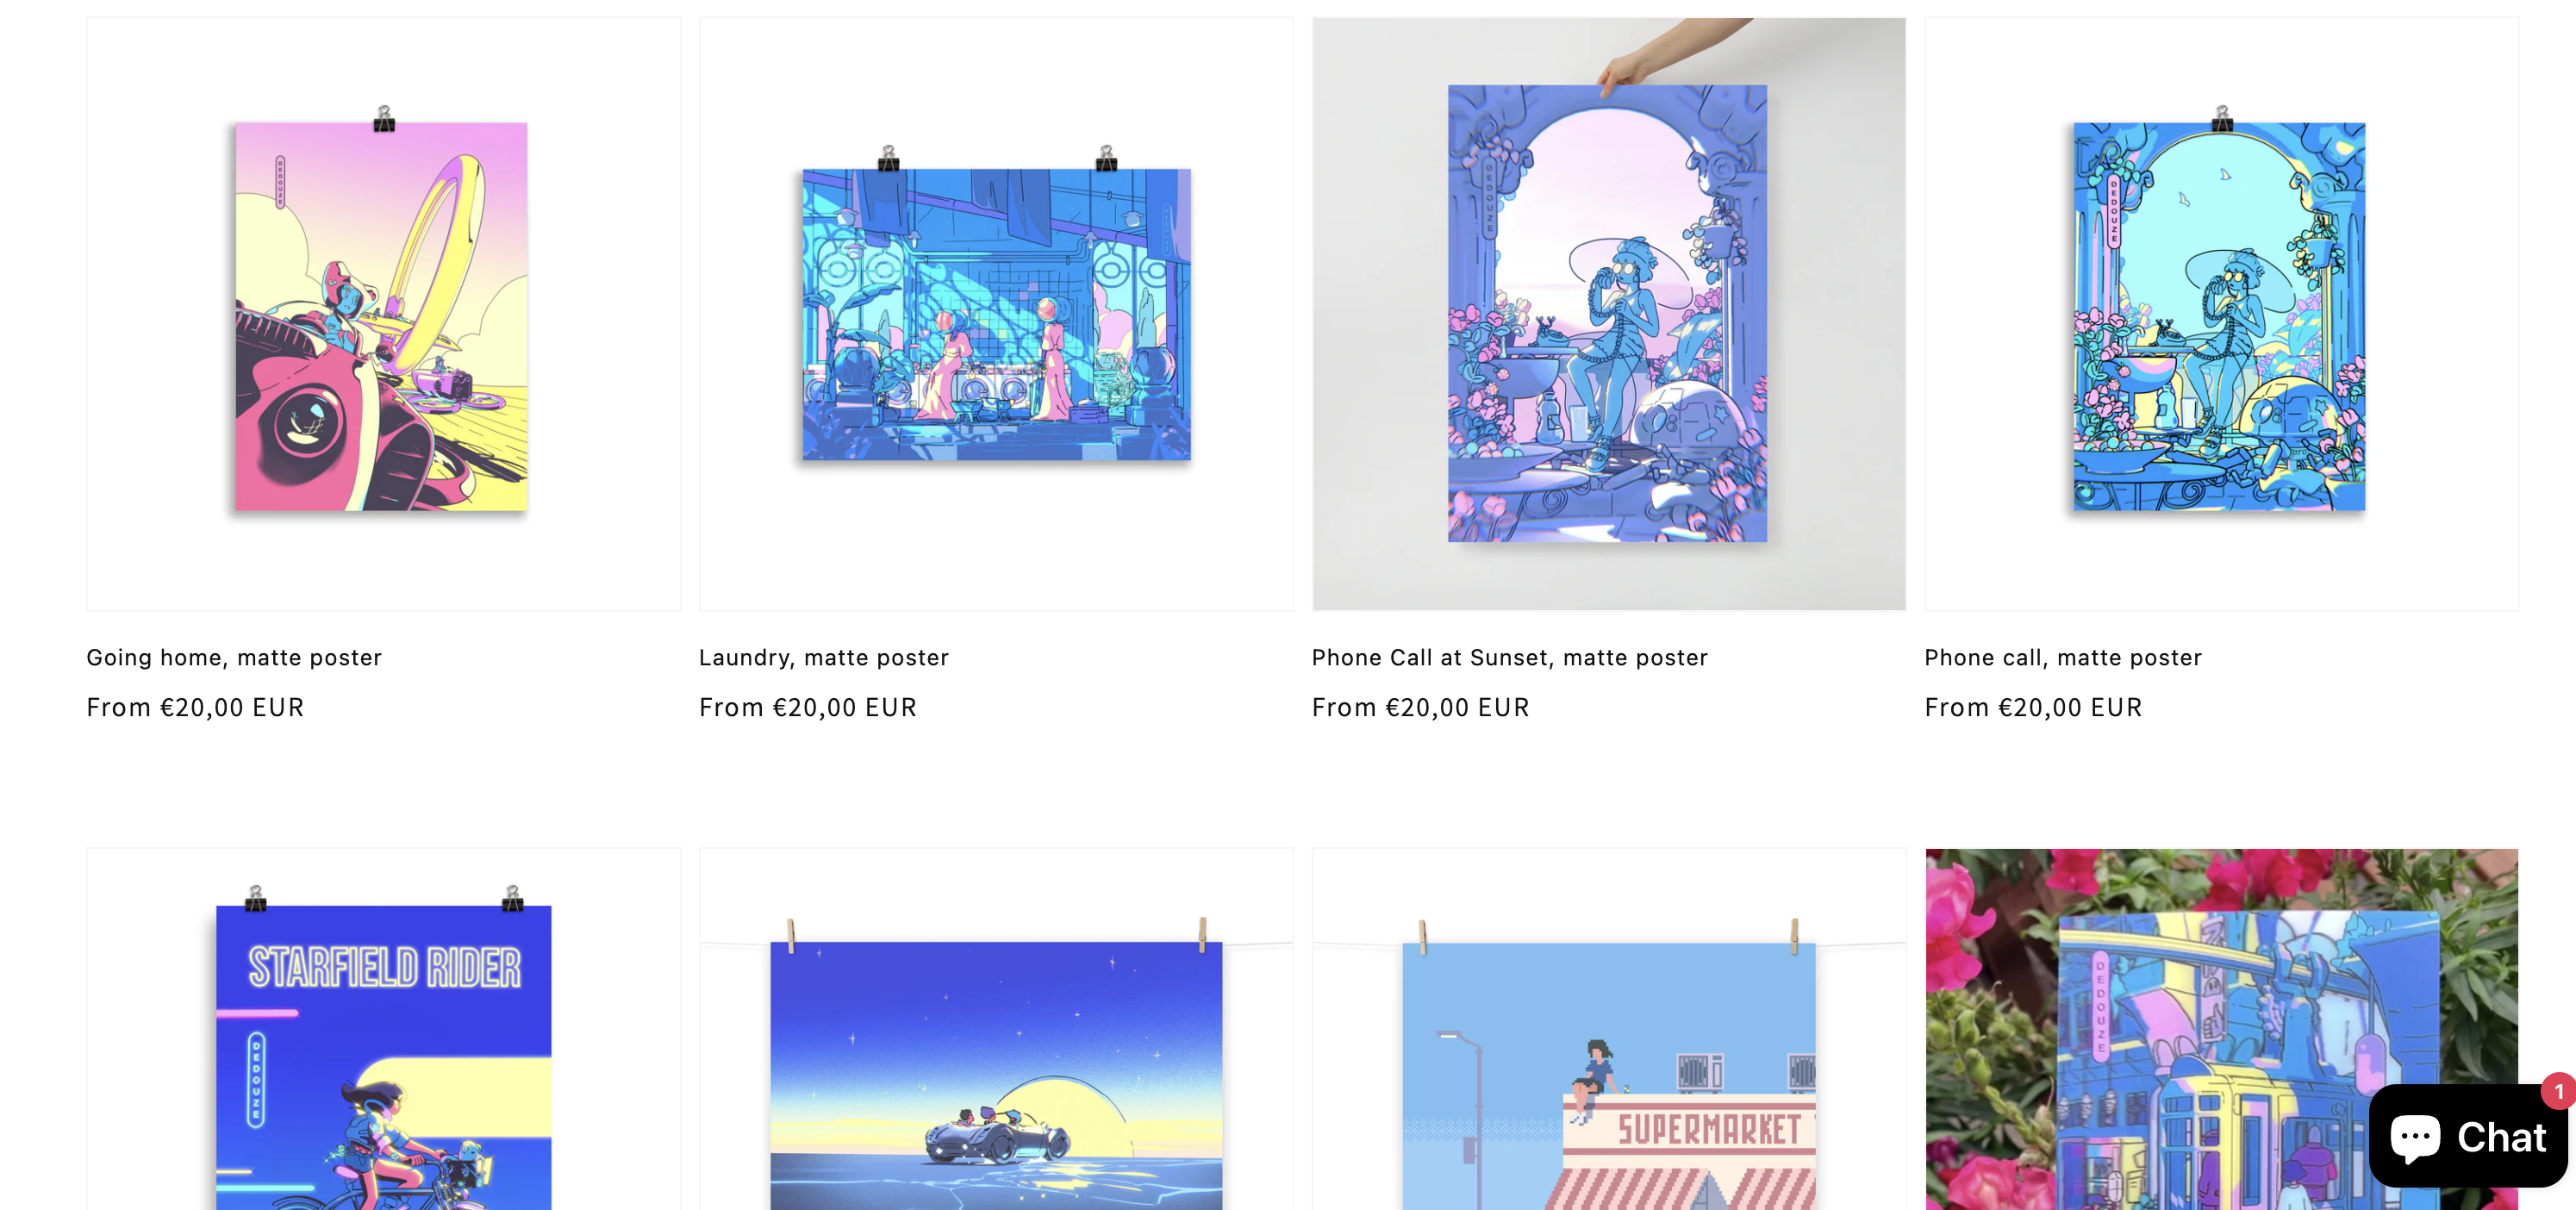 DEDOUZE
DEDOUZE
DEDOUZE
DEDOUZE
Going home, matte poster
From €20,00 EUR
Laundry, matte poster
From €20,00 EUR
Phone Call at Sunset, matte poster
From €20,00 EUR
Phone call, matte poster
From €20,00 EUR
STARFIELD RIDER
DEDOUZE
SUPERMARKET
DEDOUZE
1
Chat